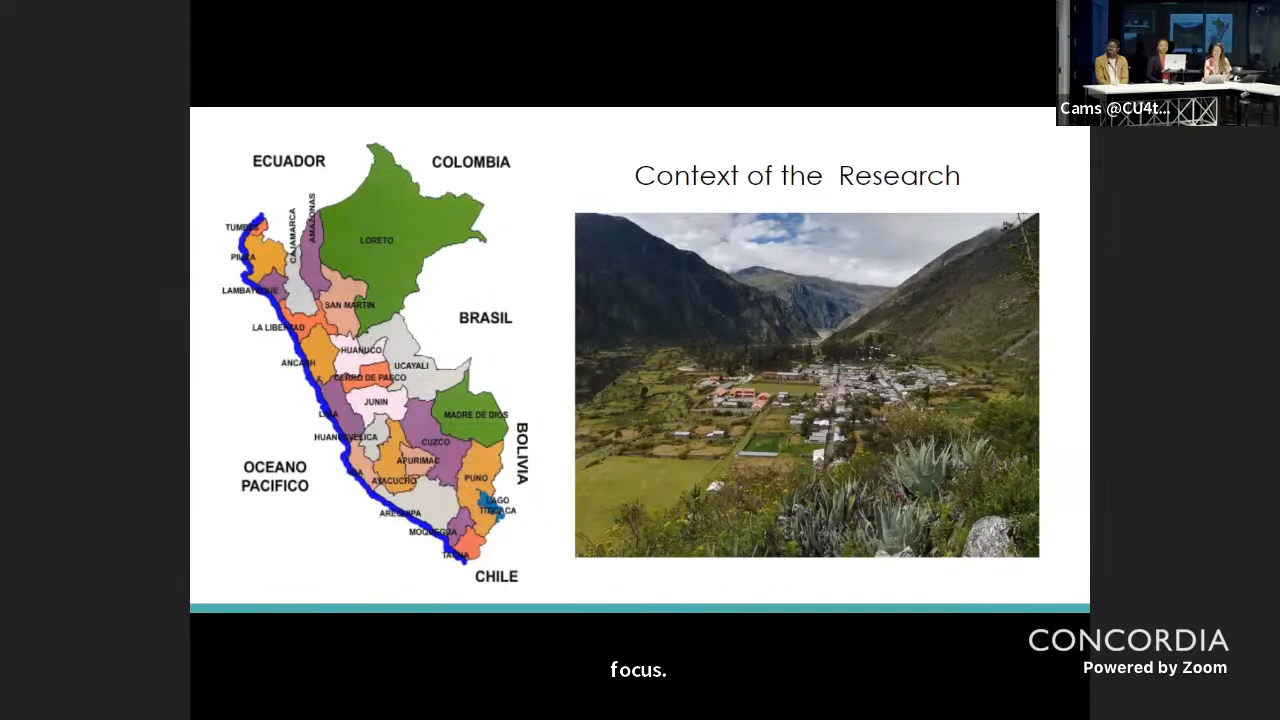 Cams @CU4t...
Context of the  Research
ECUADOR
COLOMBIA
TUMBES
PIURA
CAJAMARCA
AMAZONAS
LORETO
LAMBAYEQUE
SAN MARTIN
LA LIBERTAD
BRASIL
HUANUCO
ANCASH
UCAYALI
CERRO DE PASCO
JUNIN
LIMA
MADRE DE DIOS
HUANCAVELICA
CUZCO
BOLIVIA
APURIMAC
OCEANO
PACIFICO
ICA
AYACUCHO
PUNO
LAGO
TITICACA
AREQUIPA
MOQUEGUA
TACNA
CHILE
CONCORDIA
Powered by Zoom
focus.